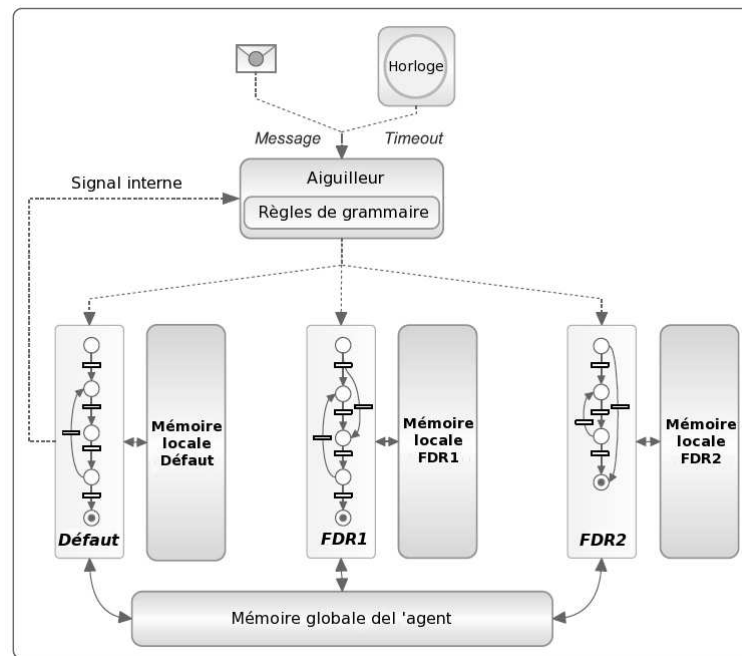 Horloge
Message
Timeout
Signal interne
Aiguilleur
Règles de grammaire
Mémoire
locale
Défaut
Mémoire
locale
FDR1
Mémoire
locale
FDR2
Défaut
FDR1
FDR2
Mémoire globale del 'agent